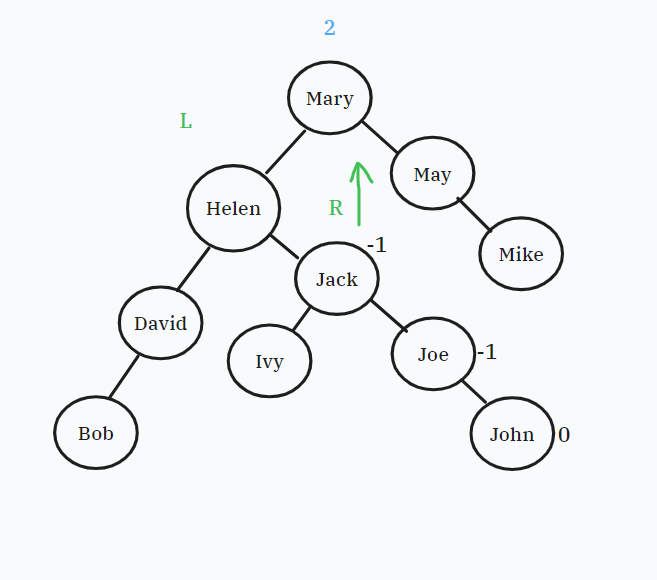 2
Mary
L
May
Helen
R
-1
Mike
Jack
David
Ivy
Joe
-1
Bob
John
0